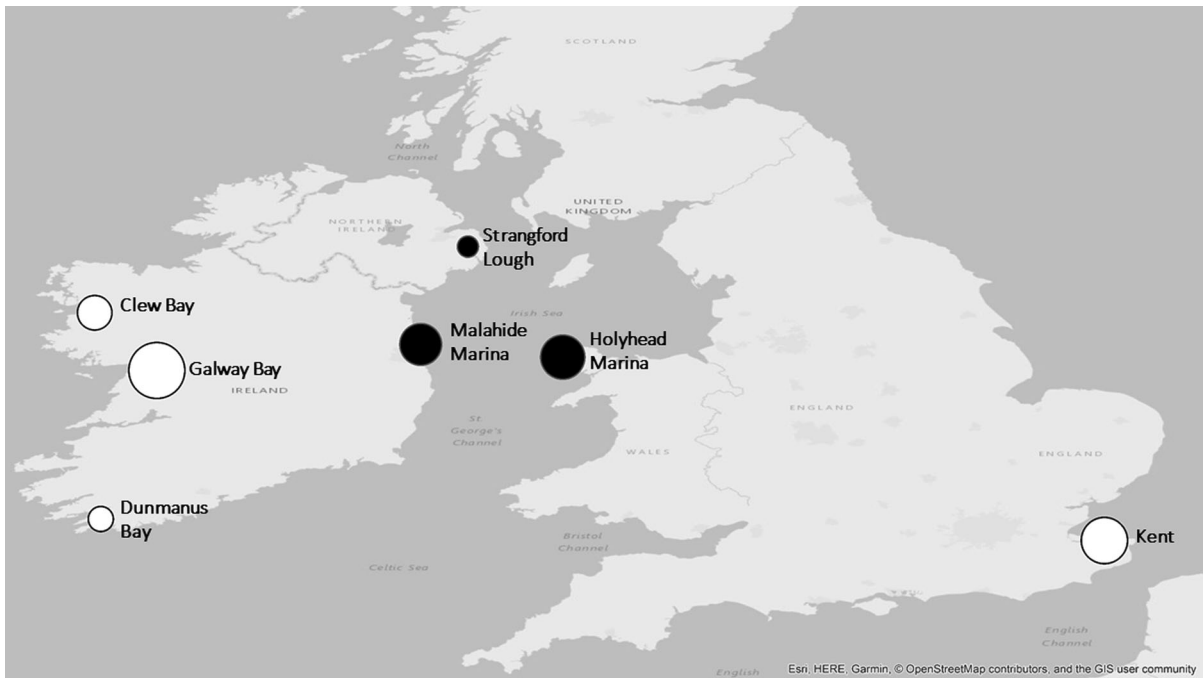 SCOTLAND
North
Channel
NORTHERN
IRELAND
UNITED
KINGDOM
Strangford
Lough
Clew Bay
Irish Sea
Malahide
Marina
Holyhead
Marina
Galway Bay
IRELAND
ENGLAND
St
George's
Channel
WALES
ENGLAND
Dunmanus
Bay
Bristol
Channel
Kent
Celtic Sea
English
Channel
English
Esri, HERE, Garmin, © OpenStreetMap contributors, and the GIS user community